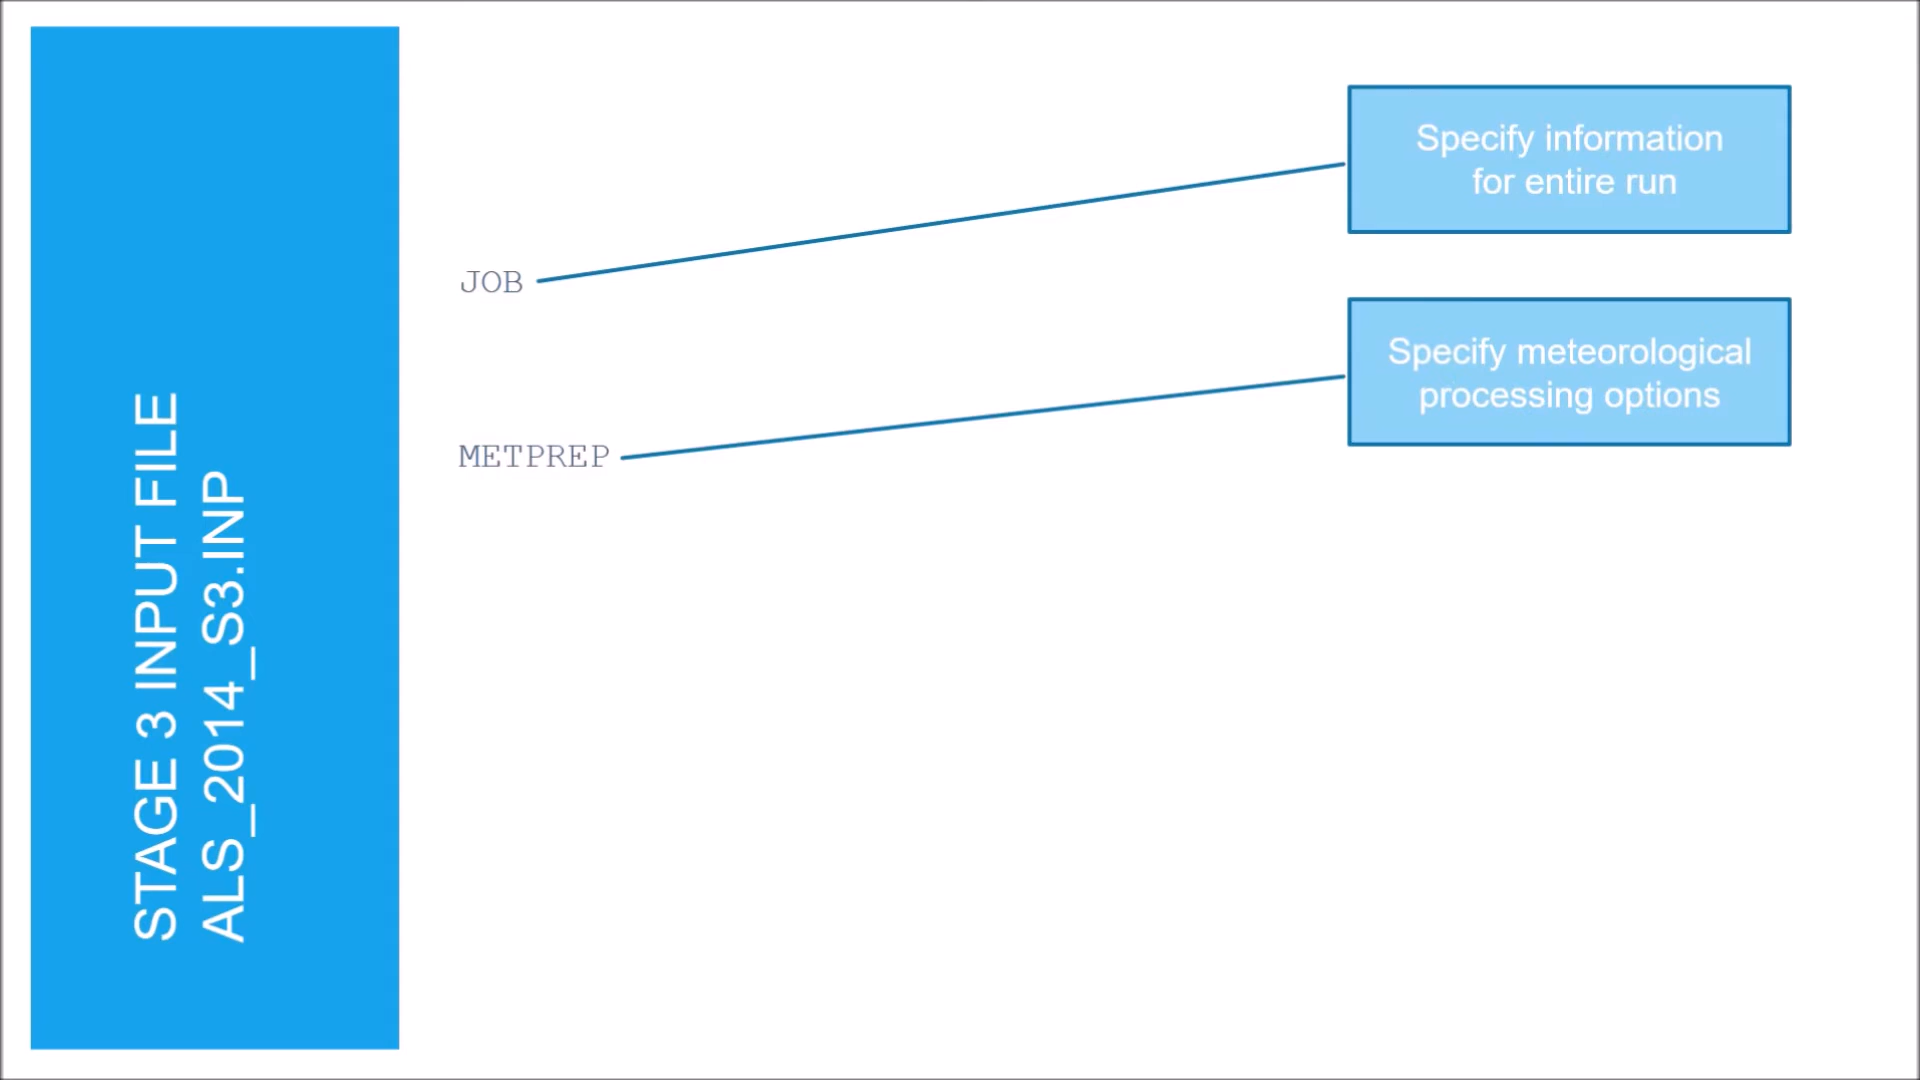 STAGE 3 INPUT FILE
ALS_2014_S3.INP
Specify information
for entire run
JOB
Specify meteorological
processing options
METPREP